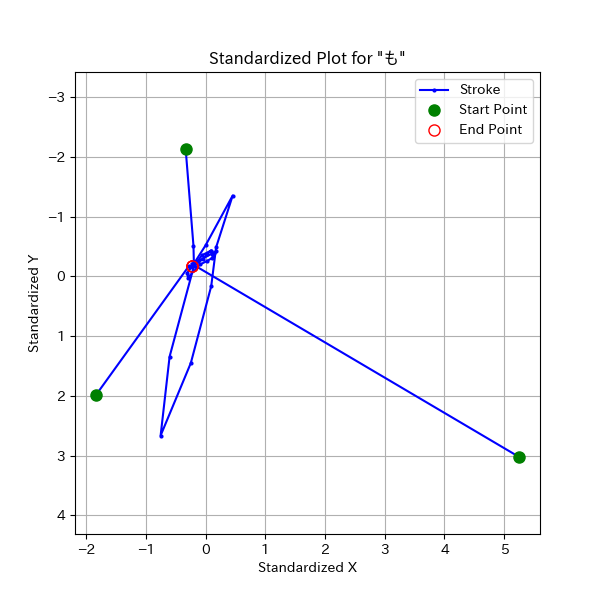 Standardized Plot for "も"
Stroke
Start Point
End Point
−3
−2
−1
0
1
2
3
4
Standardized Y
−2 −1 0 1 2 3 4 5
Standardized X